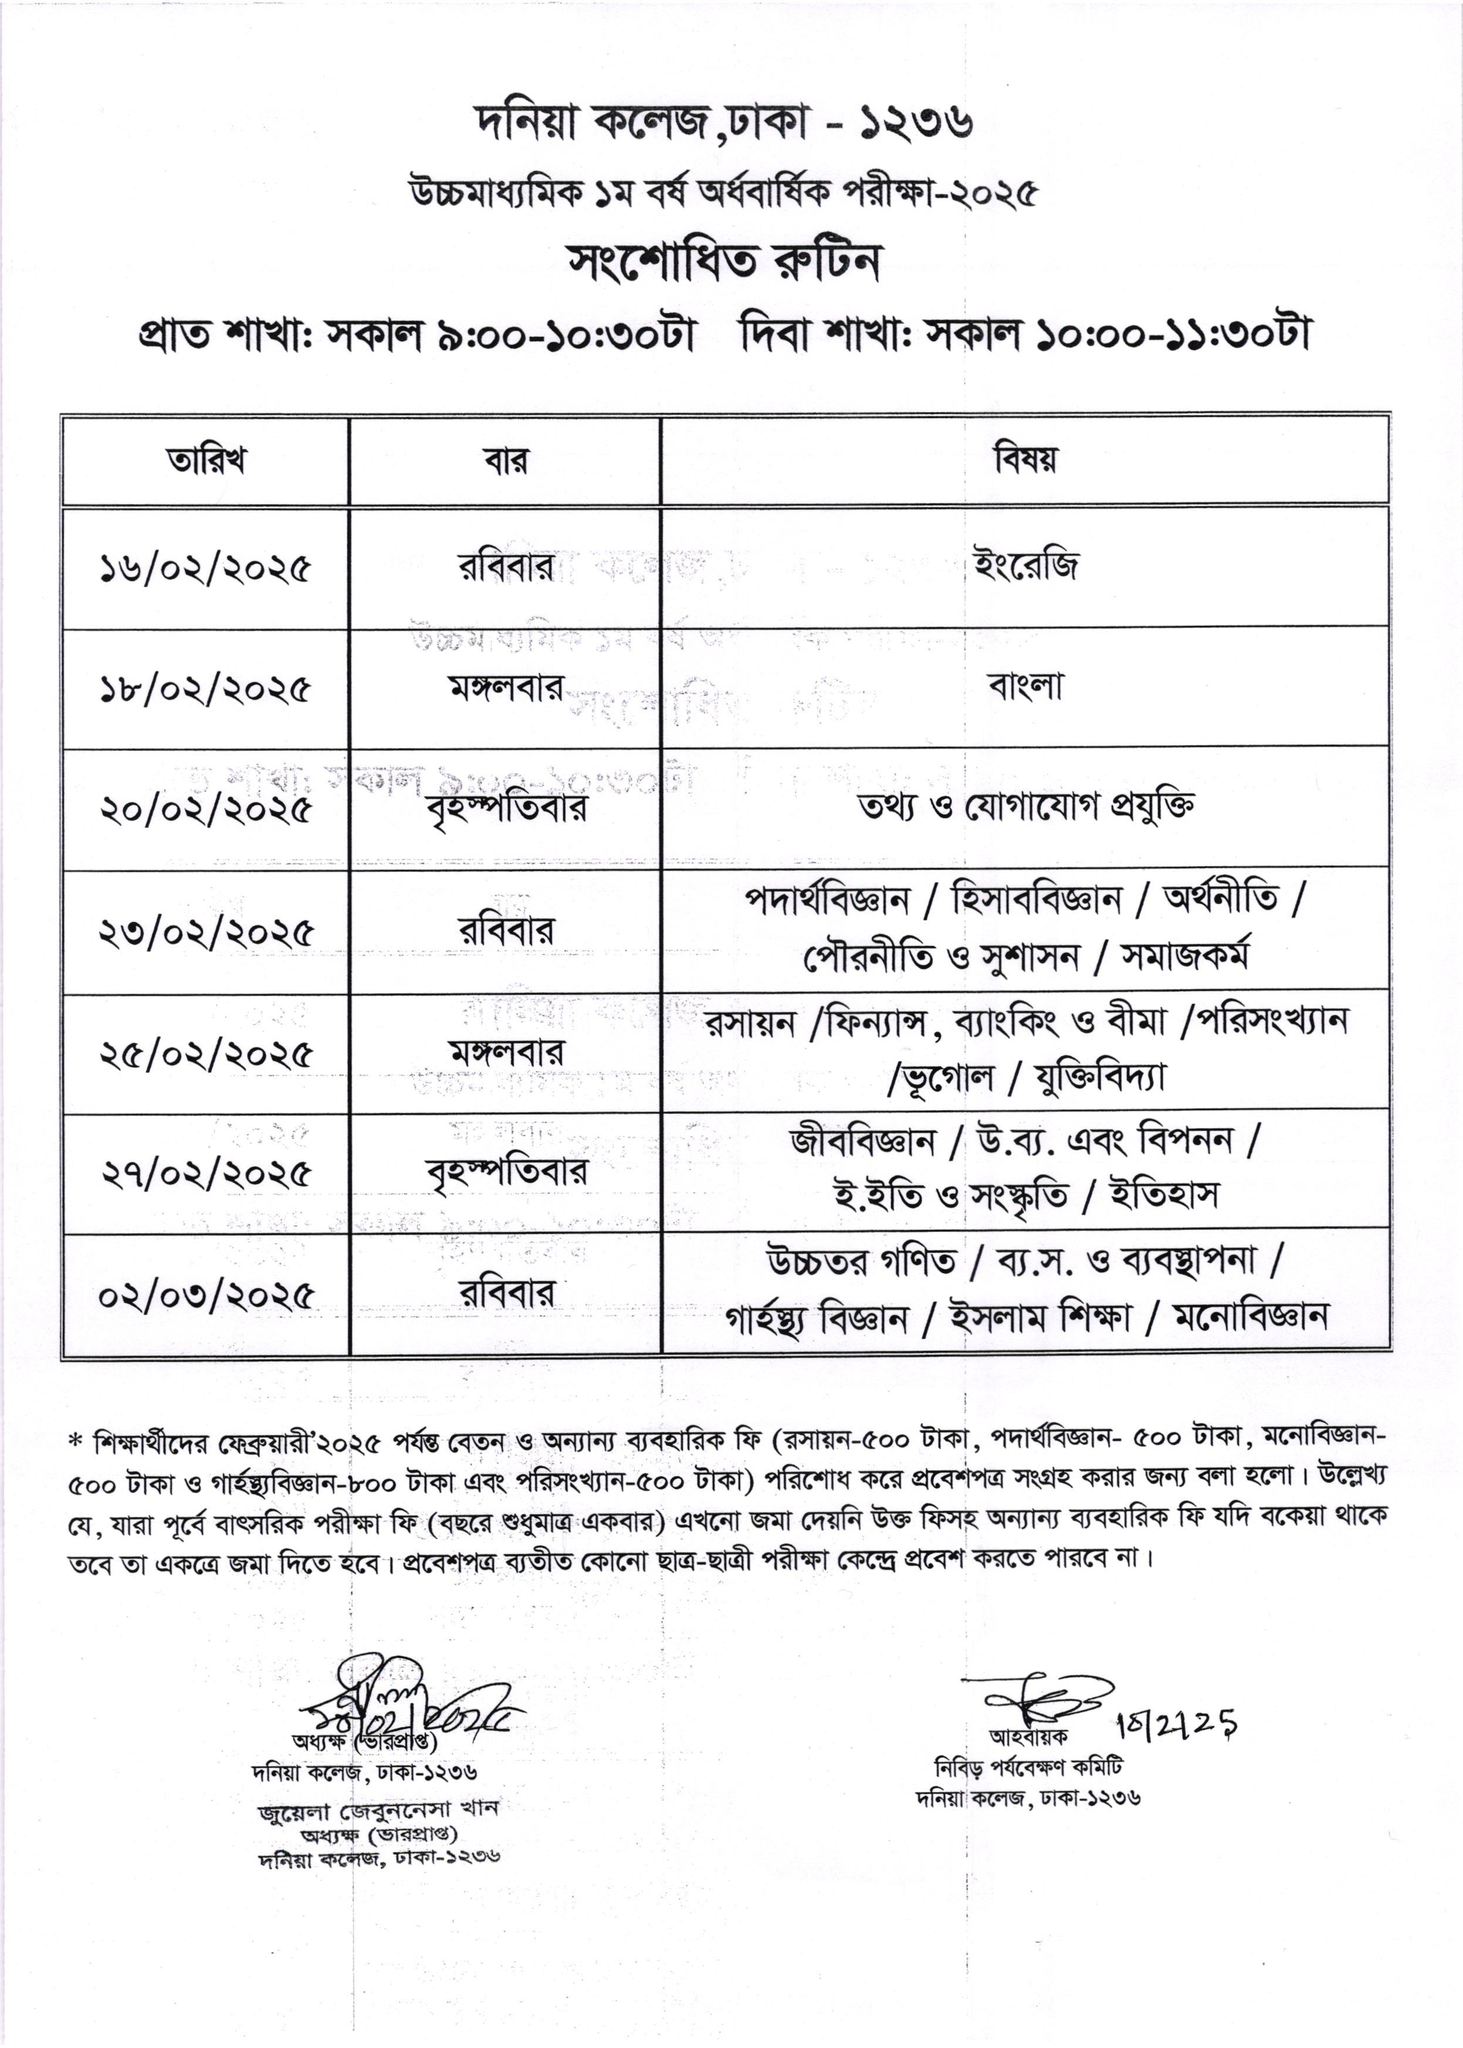 দনিয়া কলেজ,ঢাকা - ১২৩৬
উচ্চমাধ্যমিক ১ম বর্ষ অর্ধবার্ষিক পরীক্ষা-২০২৫
সংশোধিত রুটিন
প্রাত শাখা: সকাল ৯:০০-১০:৩০টা দিবা শাখা: সকাল ১০:০০-১১:৩০টা
তারিখ বার বিষয়
১৬/০২/২০২৫ রবিবার ইংরেজি
১৮/০২/২০২৫ মঙ্গলবার বাংলা
২০/০২/২০২৫ বৃহস্পতিবার তথ্য ও যোগাযোগ প্রযুক্তি
২৩/০২/২০২৫ রবিবার পদার্থবিজ্ঞান / হিসাববিজ্ঞান / অর্থনীতি /
পৌরনীতি ও সুশাসন / সমাজকর্ম
২৫/০২/২০২৫ মঙ্গলবার রসায়ন /ফিন্যান্স, ব্যাংকিং ও বীমা /পরিসংখ্যান
/ভূগোল / যুক্তিবিদ্যা
২৭/০২/২০২৫ বৃহস্পতিবার জীববিজ্ঞান / উ.ব্য. এবং বিপনন /
ই.ইতি ও সংস্কৃতি / ইতিহাস
০২/০৩/২০২৫ রবিবার উচ্চতর গণিত / ব্য.স. ও ব্যবস্থাপনা /
গার্হস্থ্য বিজ্ঞান / ইসলাম শিক্ষা / মনোবিজ্ঞান
* শিক্ষার্থীদের ফেব্রুয়ারী'২০২৫ পর্যন্ত বেতন ও অন্যান্য ব্যবহারিক ফি (রসায়ন-৫০০ টাকা, পদার্থবিজ্ঞান- ৫০০ টাকা, মনোবিজ্ঞান-
৫০০ টাকা ও গার্হস্থ্যবিজ্ঞান-৮০০ টাকা এবং পরিসংখ্যান-৫০০ টাকা) পরিশোধ করে প্রবেশপত্র সংগ্রহ করার জন্য বলা হলো। উল্লেখ্য
যে, যারা পূর্বে বাৎসরিক পরীক্ষা ফি (বছরে শুধুমাত্র একবার) এখনো জমা দেয়নি উক্ত ফিসহ অন্যান্য ব্যবহারিক ফি যদি বকেয়া থাকে
তবে তা একত্রে জমা দিতে হবে। প্রবেশপত্র ব্যতীত কোনো ছাত্র-ছাত্রী পরীক্ষা কেন্দ্রে প্রবেশ করতে পারবে না।
অধ্যক্ষ (ভারপ্রাপ্ত)
দনিয়া কলেজ, ঢাকা-১২৩৬
জুয়েলা জেবুননেসা খান
অধ্যক্ষ (ভারপ্রাপ্ত)
দনিয়া কলেজ, ঢাকা-১২৩৬
আহবায়ক
নিবিড় পর্যবেক্ষণ কমিটি
দনিয়া কলেজ, ঢাকা-১২৩৬